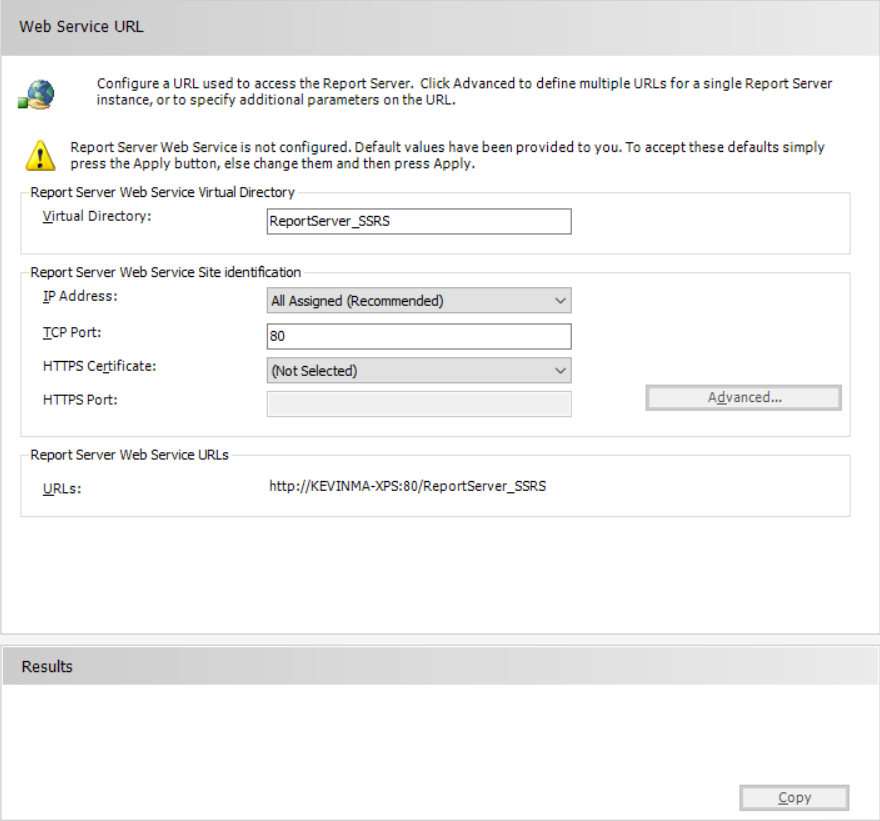 Web Service URL
Configure a URL used to access the Report Server. Click Advanced to define multiple URLs for a single Report Server
instance, or to specify additional parameters on the URL.
Report Server Web Service is not configured. Default values have been provided to you. To accept these defaults simply
press the Apply button, else change them and then press Apply.
Report Server Web Service Virtual Directory
Virtual Directory:
ReportServer_SSRS
Report Server Web Service Site identification
IP Address:
All Assigned (Recommended)
TCP Port:
80
HTTPS Certificate:
(Not Selected)
HTTPS Port:
Advanced...
Report Server Web Service URLs
URLs:
http://KEVINMA-XPS:80/ReportServer_SSRS
Results
Copy